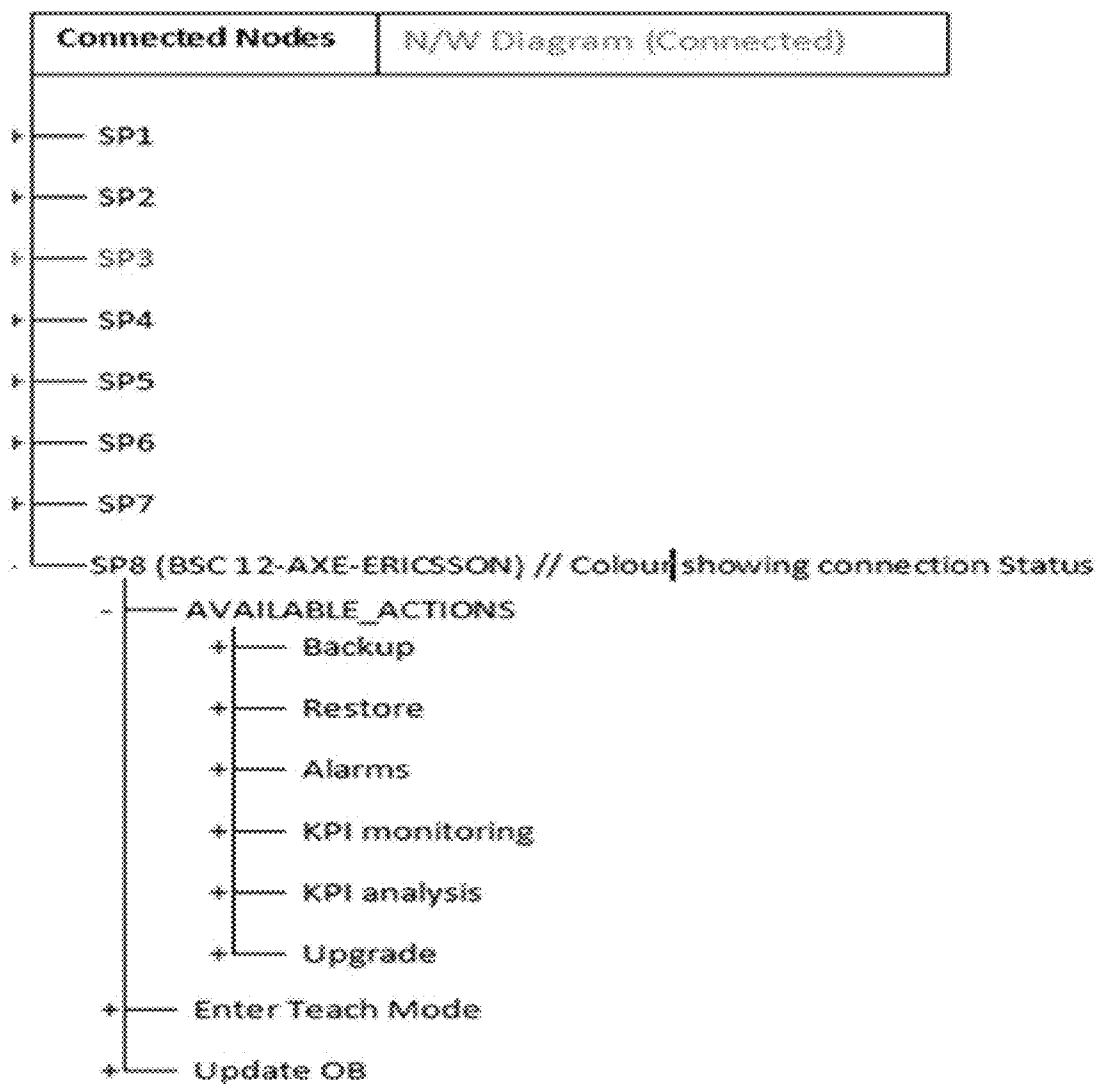 Connected Nodes N/W Diagram (Connected)
+ SP1
+ SP2
+ SP3
+ SP4
+ SP5
+ SP6
+ SP7
- SP8 (BSC 12-AXE-ERICSSON) // Colour showing connection Status
- AVAILABLE_ACTIONS
+ Backup
+ Restore
+ Alarms
+ KPI monitoring
+ KPI analysis
+ Upgrade
+ Enter Teach Mode
+ Update OB